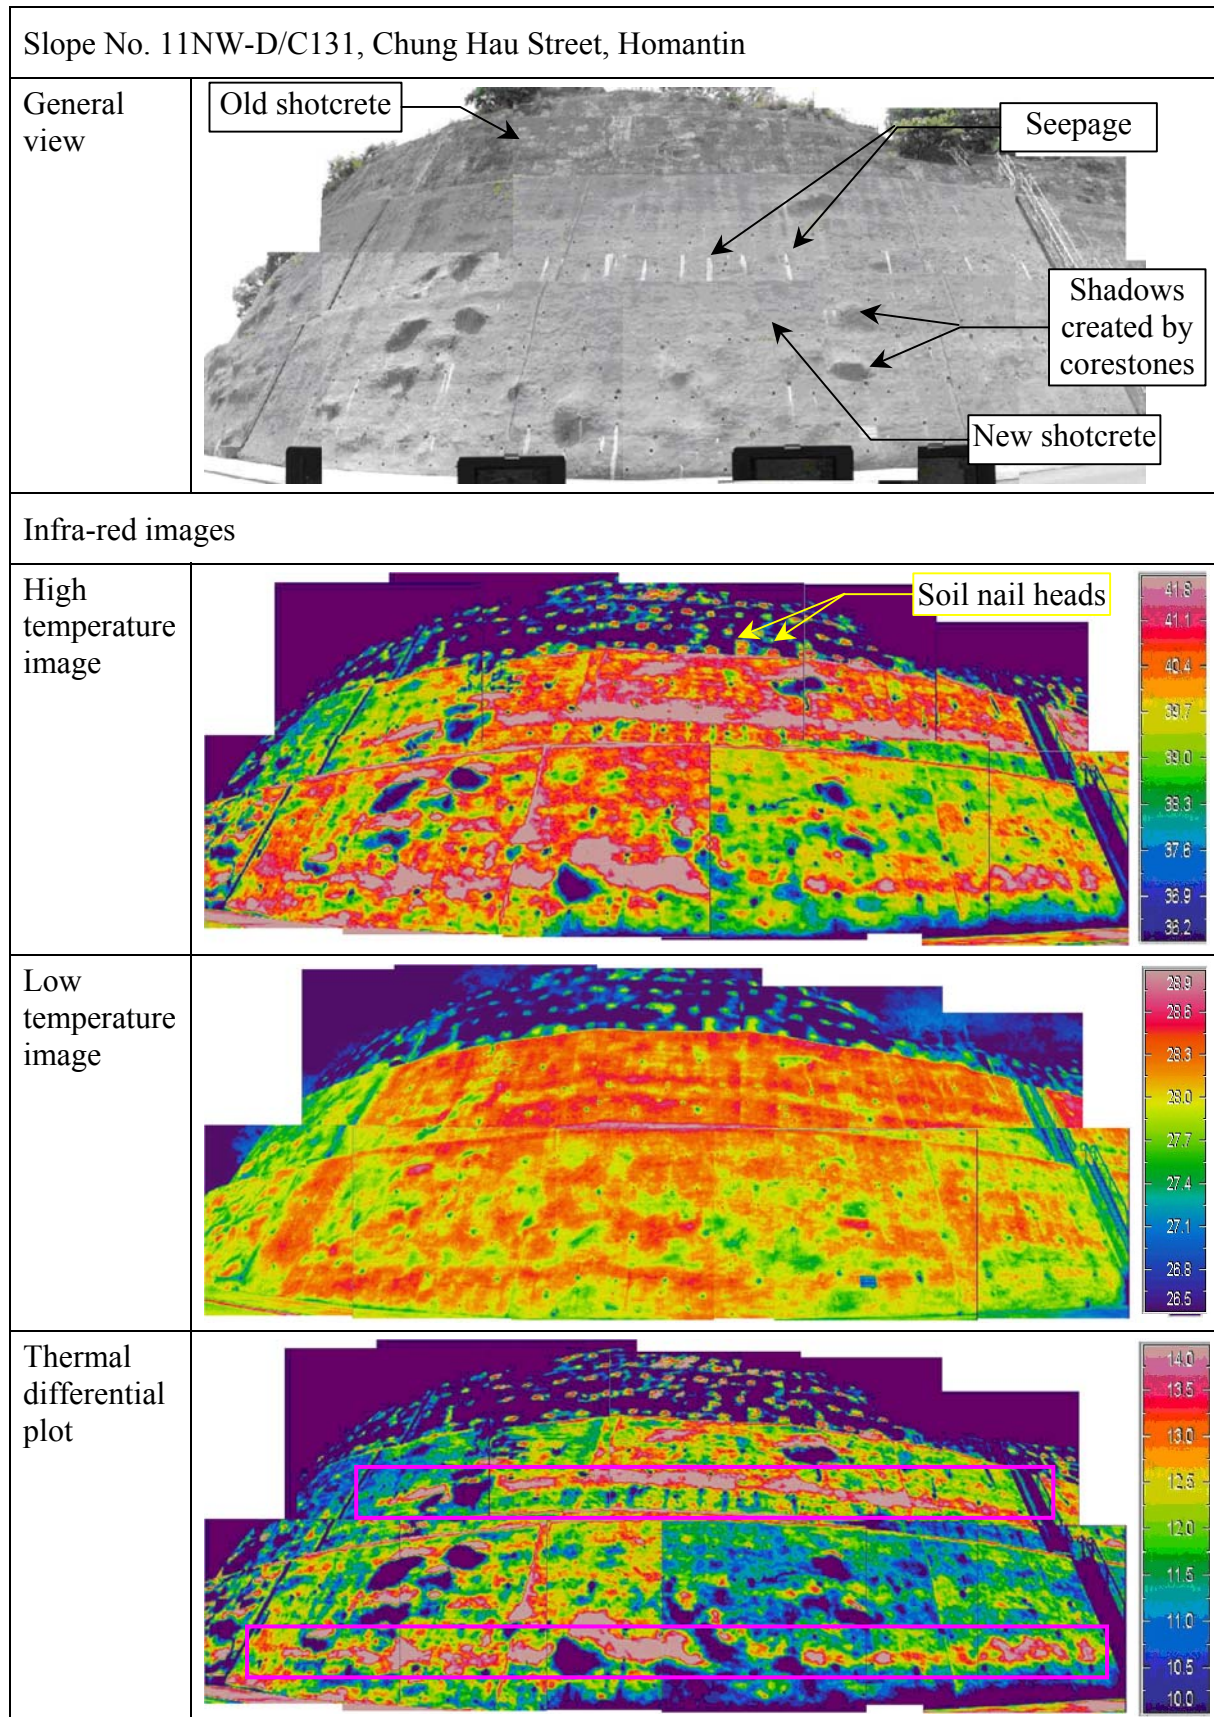 Slope No. 11NW-D/C131, Chung Hau Street, Homantin
General
view
Old shotcrete
Seepage
Shadows
created by
corestones
New shotcrete
Infra-red images
High
temperature
image
Soil nail heads
41.8
41.1
40.4
39.7
39.0
38.3
37.6
36.9
36.2
Low
temperature
image
28.9
28.6
28.3
28.0
27.7
27.4
27.1
26.8
26.5
Thermal
differential
plot
14.0
13.5
13.0
12.5
12.0
11.5
11.0
10.5
10.0